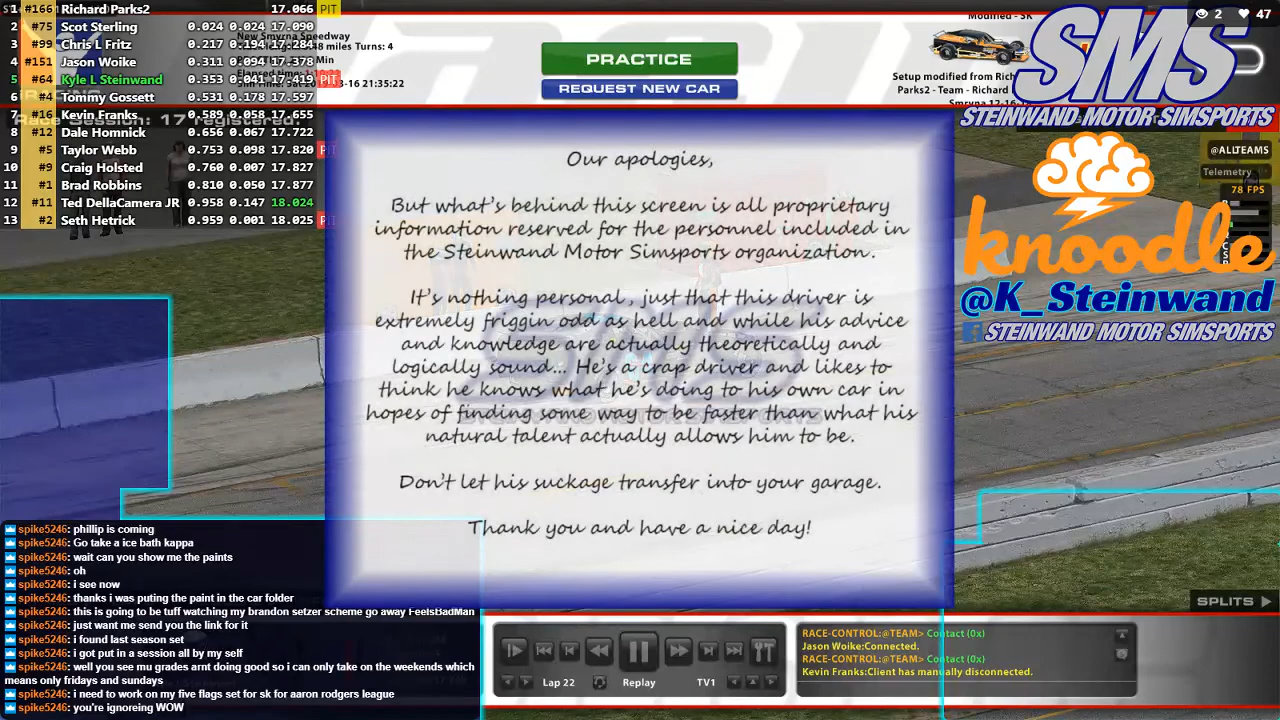 1 #166 Richard Parks2 17.066 PIT
2 #75 Scot Sterling 0.024 0.024 17.090
3 #99 Chris L Fritz 0.217 0.194 17.284
4 #151 Jason Woike 0.311 0.094 17.378
5 #64 Kyle L Steinwand 0.353 0.041 17.419 PIT
6 #4 Tommy Gossett 0.531 0.178 17.597
7 #16 Kevin Franks 0.589 0.058 17.655
8 #12 Dale Homnick 0.656 0.067 17.722
9 #5 Taylor Webb 0.753 0.098 17.820 PIT
10 #9 Craig Holsted 0.760 0.007 17.827
11 #1 Brad Robbins 0.810 0.050 17.877
12 #11 Ted DellaCamera JR 0.958 0.147 18.024
13 #2 Seth Hetrick 0.959 0.001 18.025 PIT
New Smyrna Speedway
48 miles Turns: 4
Min
21:35:22
Race Session: 17 registered.
PRACTICE
REQUEST NEW CAR
Modified - SK
Setup modified from Rich
Parks2 - Team - Richard
Smryna 12-16-
2 47
SMS
STEINWAND MOTOR SIMSPORTS
@ALLTEAMS
Telemetry
78 FPS
knoodle
@K_Steinwand
STEINWAND MOTOR SIMSPORTS
Our apologies,
But what's behind this screen is all proprietary
information reserved for the personnel included in
the Steinwand Motor Simsports organization.
It's nothing personal, just that this driver is
extremely friggin odd as hell and while his advice
and knowledge are actually theoretically and
logically sound... He's a crap driver and likes to
think he knows what he's doing to his own car in
hopes of finding some way to be faster than what his
natural talent actually allows him to be.
Don't let his suckage transfer into your garage.
Thank you and have a nice day!
SPLITS
spike5246: phillip is coming
spike5246: Go take a ice bath kappa
spike5246: wait can you show me the paints
spike5246: oh
spike5246: i see now
spike5246: thanks i was puting the paint in the car folder
spike5246: this is going to be tuff watching my brandon setzer scheme go away FeelsBadMan
spike5246: just want me send you the link for it
spike5246: i found last season set
spike5246: i got put in a session all by my self
spike5246: well you see mu grades arnt doing good so i can only take on the weekends which
means only fridays and sundays
spike5246: i need to work on my five flags set for sk for aaron rodgers league
spike5246: you're ignoreing WOW
Lap 22 Replay TV1
RACE-CONTROL:@TEAM> Contact (0x)
Jason Woike:Connected.
RACE-CONTROL:@TEAM> Contact (0x)
Kevin Franks:Client has manually disconnected.